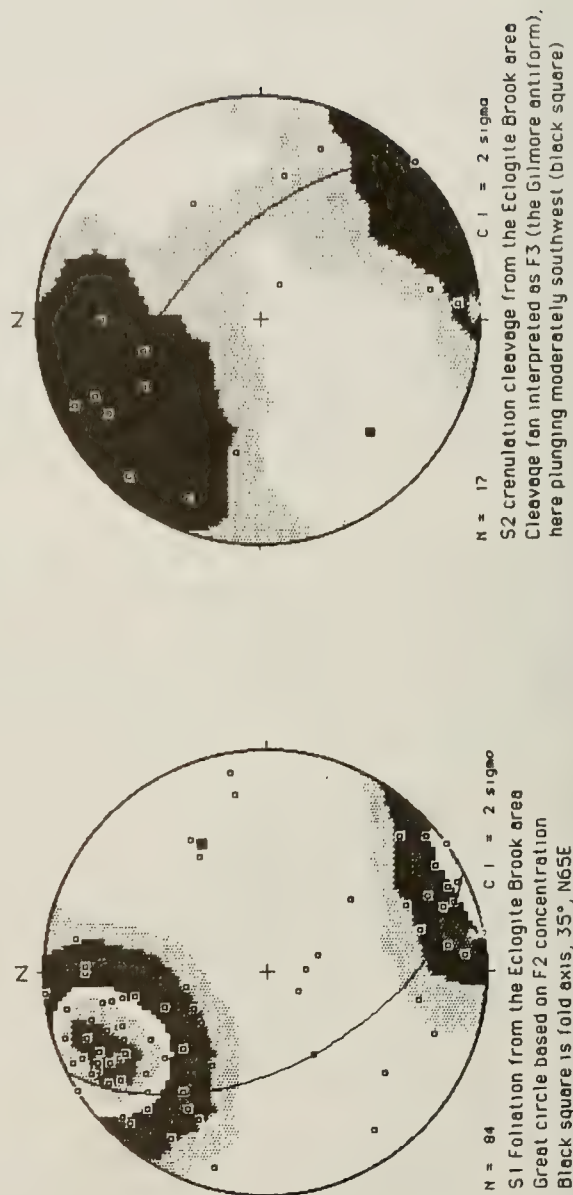 N
N = 84 C I = 2 sigma
S1 Foliation from the Eclogite Brook area
Great circle based on F2 concentration
Black square is fold axis, 35°, N65E
N
N = 17 C I = 2 sigma
S2 crenulation cleavage from the Eclogite Brook area
Cleavage fan interpreted as F3 (the Gilmore antiform),
here plunging moderately southwest (black square)